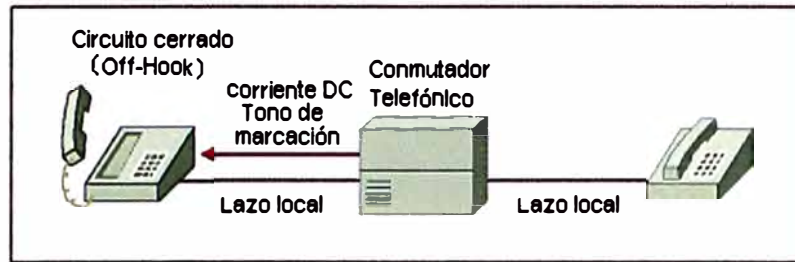 Circuito cerrado
(Off-Hook)
corriente DC
Tono de
marcación
Conmutador
Telefónico
Lazo local
Lazo local